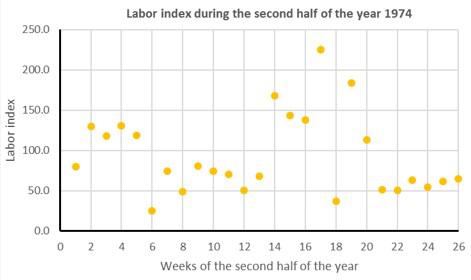 Labor index during the second half of the year 1974
250.0
200.0
150.0
100.0
50.0
0.0
Labor index
0 2 4 6 8 10 12 14 16 18 20 22 24 26
Weeks of the second half of the year